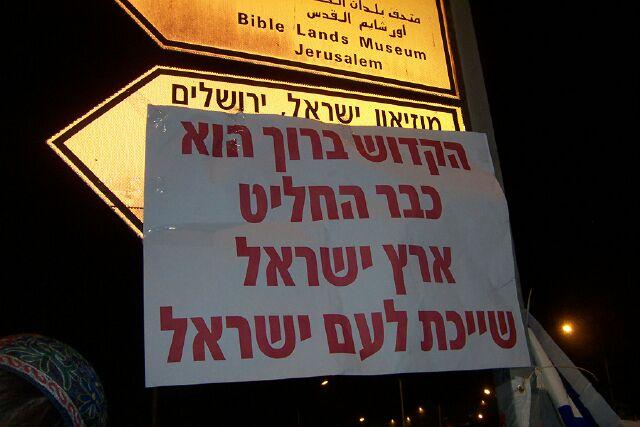 متحف بلدان
أورشليم القدس
Bible Lands Museum
Jerusalem
מוזיאון ישראל, ירושלים
הקדוש ברוך הוא
כבר החליט
ארץ ישראל
שייכת לעם ישראל